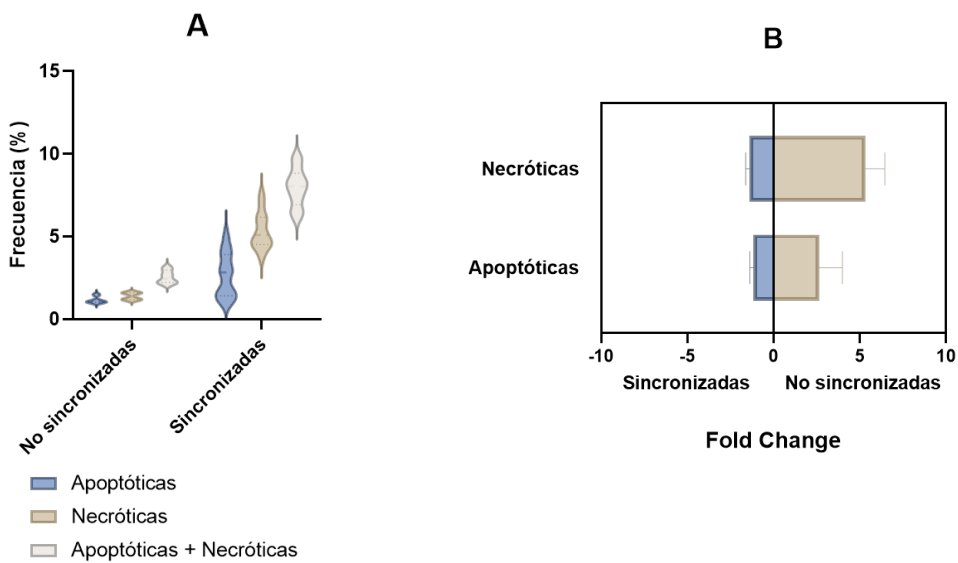 A
15
10
5
0
Frecuencia (%)
No sincronizadas
Sincronizadas
Apoptóticas
Necróticas
Apoptóticas + Necróticas
B
Necróticas
Apoptóticas
-10 -5 0 5 10
Sincronizadas No sincronizadas
Fold Change